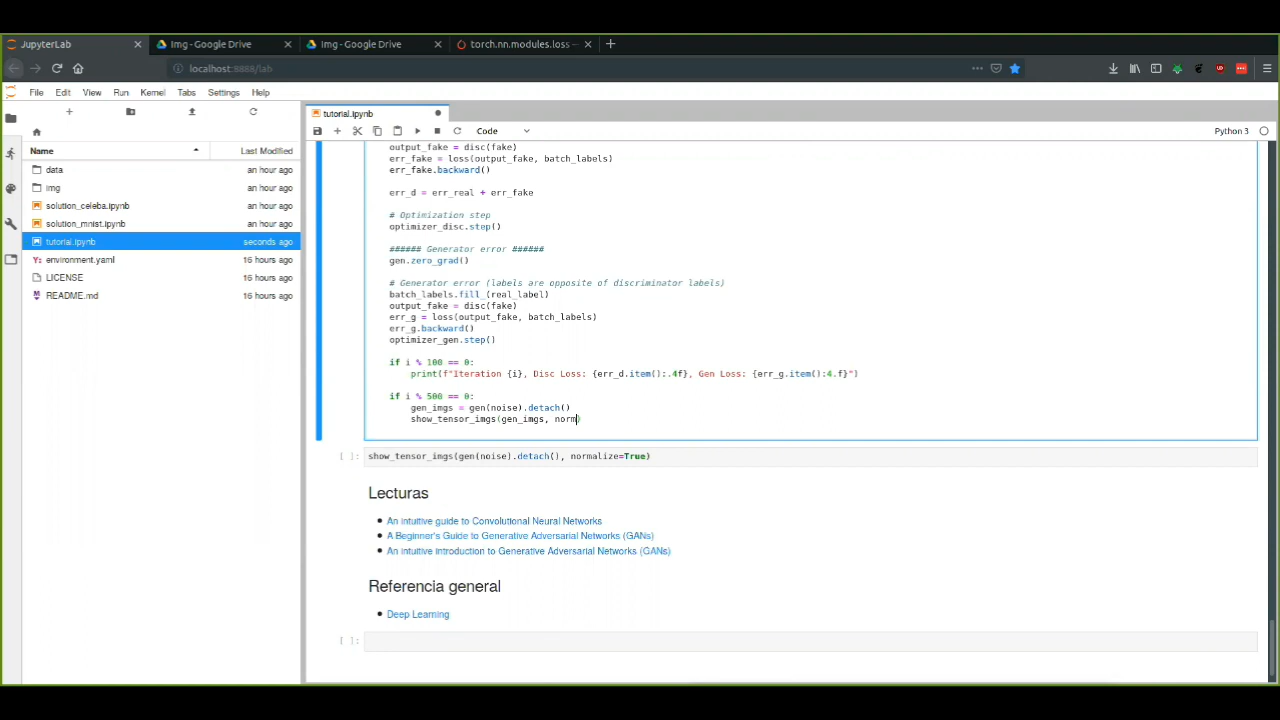 JupyterLab
Img - Google Drive
Img - Google Drive
torch.nn.modules.loss —
localhost:8888/lab
File Edit View Run Kernel Tabs Settings Help
tutorial.ipynb
Code
Python 3
Name Last Modified
data an hour ago
img an hour ago
solution_celeba.ipynb an hour ago
solution_mnist.ipynb an hour ago
tutorial.ipynb seconds ago
Y: environment.yaml 16 hours ago
LICENSE 16 hours ago
README.md 16 hours ago
output_fake = disc(fake)
err_fake = loss(output_fake, batch_labels)
err_fake.backward()
err_d = err_real + err_fake
# Optimization step
optimizer_disc.step()
###### Generator error ######
gen.zero_grad()
# Generator error (labels are opposite of discriminator labels)
batch_labels.fill_(real_label)
output_fake = disc(fake)
err_g = loss(output_fake, batch_labels)
err_g.backward()
optimizer_gen.step()
if i % 100 == 0:
print(f"Iteration {i}, Disc Loss: {err_d.item():.4f}, Gen Loss: {err_g.item():4.f}")
if i % 500 == 0:
gen_imgs = gen(noise).detach()
show_tensor_imgs(gen_imgs, norm)
[ ]: show_tensor_imgs(gen(noise).detach(), normalize=True)
Lecturas
• An intuitive guide to Convolutional Neural Networks
• A Beginner's Guide to Generative Adversarial Networks (GANs)
• An intuitive introduction to Generative Adversarial Networks (GANs)
Referencia general
• Deep Learning
[ ]: